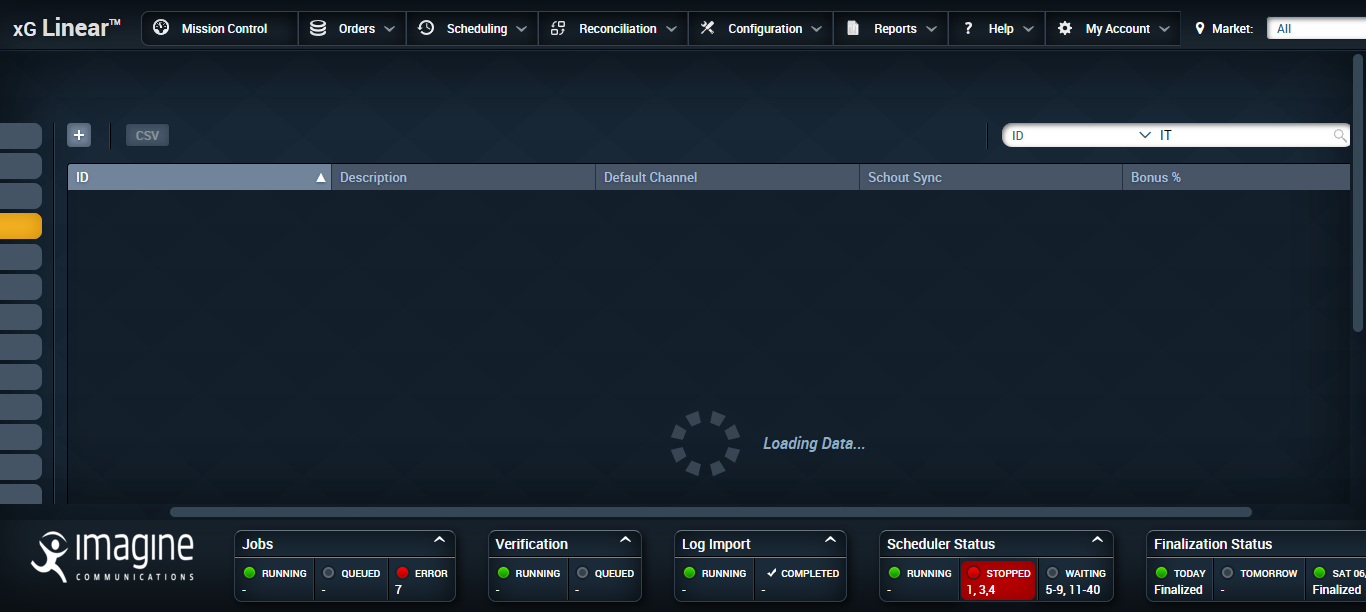 xG Linear™ Mission Control Orders Scheduling Reconciliation Configuration Reports ? Help My Account Market: All
+ CSV ID IT
ID Description Default Channel Schout Sync Bonus %
Loading Data...
imagine
COMMUNICATIONS
Jobs
RUNNING QUEUED ERROR
- - 7
Verification
RUNNING QUEUED
- -
Log Import
RUNNING COMPLETED
- -
Scheduler Status
RUNNING STOPPED WAITING
- 1, 3,4 5-9, 11-40
Finalization Status
TODAY TOMORROW SAT 06,
Finalized - Finalized